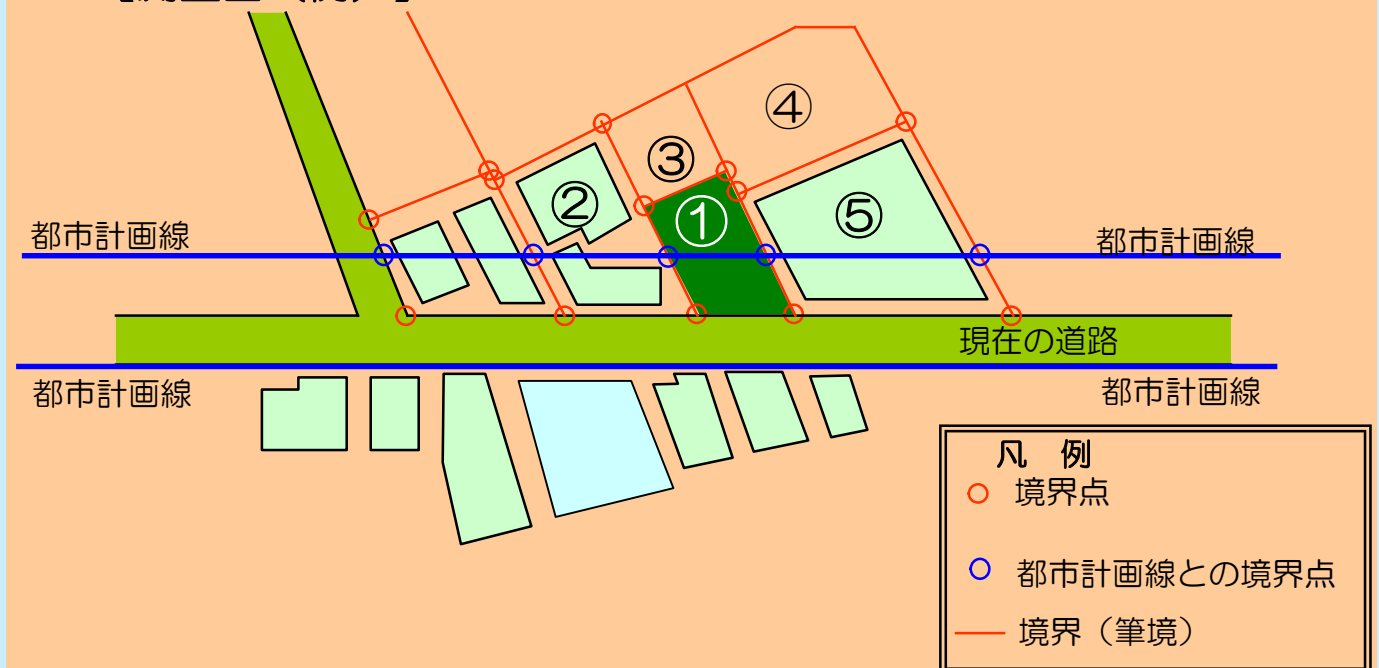 ④
③
②
①
⑤
都市計画線
都市計画線
現在の道路
都市計画線
都市計画線
凡 例
境界点
都市計画線との境界点
境界（筆境）